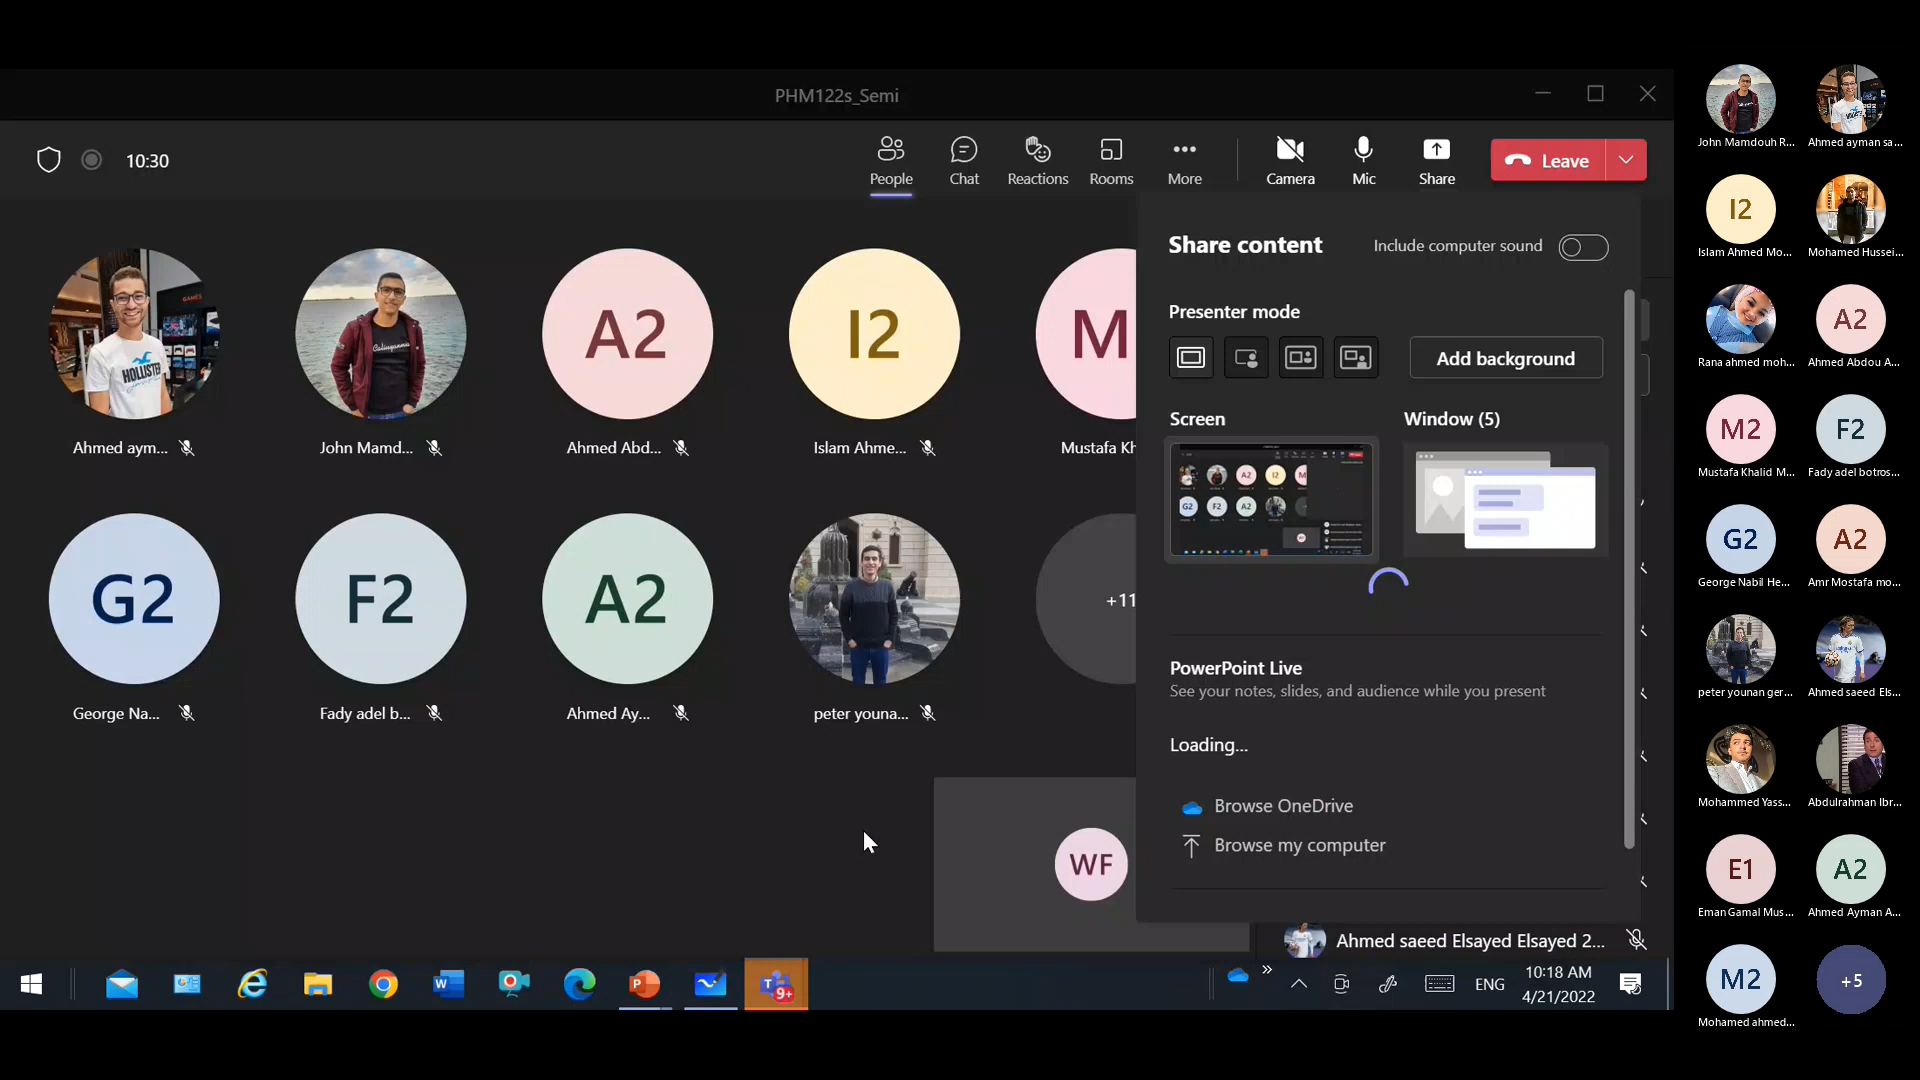 PHM122s_Semi
10:30
People
Chat
Reactions
Rooms
More
Camera
Mic
Share
Leave
Share content
Include computer sound
Presenter mode
Add background
Screen
Window (5)
PowerPoint Live
See your notes, slides, and audience while you present
Loading...
Browse OneDrive
Browse my computer
A2
I2
M
Ahmed aym...
John Mamd...
Ahmed Abd...
Islam Ahme...
Mustafa Kh
G2
F2
A2
+11
George Na...
Fady adel b...
Ahmed Ay...
peter youna...
WF
Ahmed saeed Elsayed Elsayed 2...
9+
ENG
10:18 AM
4/21/2022
John Mamdouh R...
Ahmed ayman sa...
I2
Islam Ahmed Mo...
Mohamed Hussei...
A2
Rana ahmed moh...
Ahmed Abdou A...
M2
F2
Mustafa Khalid M...
Fady adel botros...
G2
A2
George Nabil He...
Amr Mostafa mo...
peter younan ger...
Ahmed saeed Els...
Mohammed Yass...
Abdulrahman Ibr...
E1
A2
Eman Gamal Mus...
Ahmed Ayman A...
M2
+5
Mohamed ahmed...